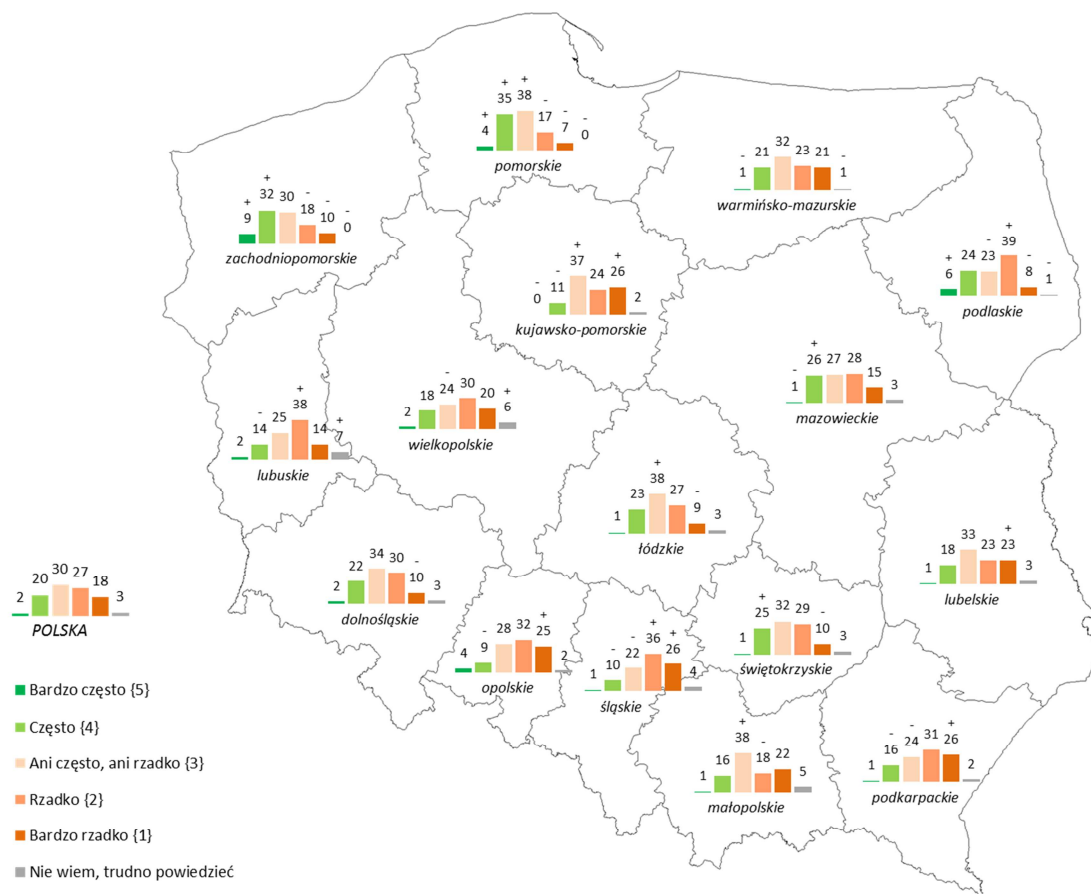 +
+ 35 38 -
4 17 -
7 -
0
pomorskie
- 32 -
1 21 23 21 1
warmińsko-mazurskie
+
+ 32 30 -
9 18 -
10 -
0
zachodniopomorskie
+
37 +
- - 24 26
0 11 2
kujawsko-pomorskie
+
+ - 39
6 24 23 -
8 -
1
podlaskie
+
- 26 27 28
1 15 3
mazowieckie
+
- 38
2 14 25 14 +
7
lubuskie
- 30
2 18 24 20 +
6
wielkopolskie
+
38
1 23 27 -
9 3
łódzkie
33 +
1 18 23 23 3
lubelskie
34 30
2 22 -
10 3
dolnośląskie
20 30 27 18
2 3
POLSKA
- 28 32 +
4 9 25 2
opolskie
+ +
- - 36 26
1 10 22 4
śląskie
+
25 32 29 -
1 10 3
świętokrzyskie
+
38 -
1 16 18 22 5
małopolskie
- 31 +
1 16 24 26 2
podkarpackie
Bardzo często {5}
Często {4}
Ani często, ani rzadko {3}
Rzadko {2}
Bardo rzadko {1}
Nie wiem, trudno powiedzieć